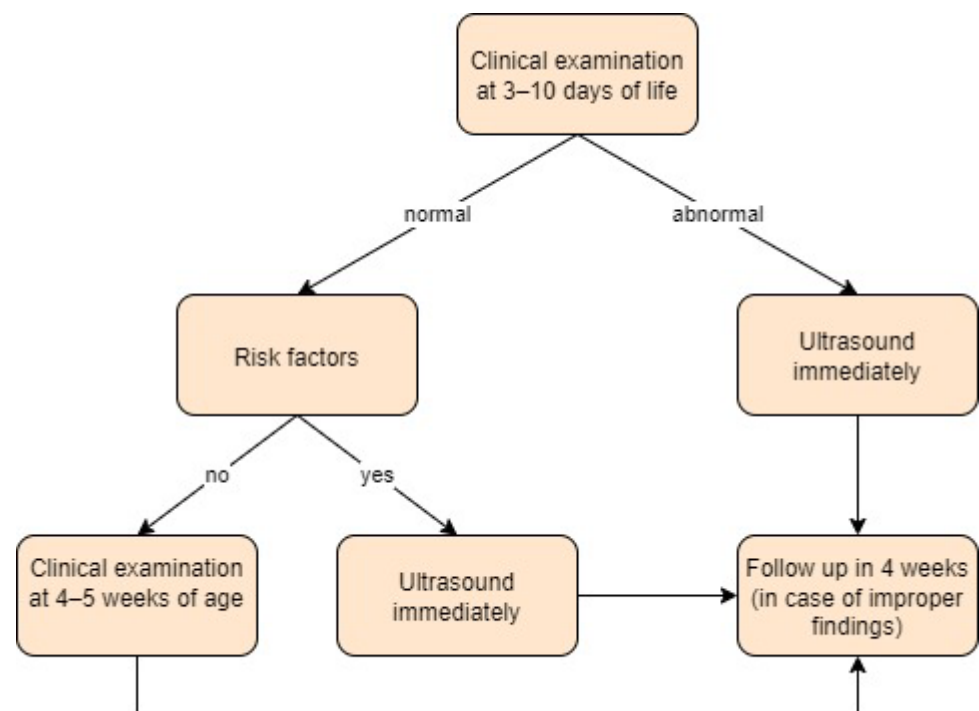 Clinical examination
at 3–10 days of life
normal
abnormal
Risk factors
Ultrasound
immediately
no
yes
Clinical examination
at 4–5 weeks of age
Ultrasound
immediately
Follow up in 4 weeks
(in case of improper
findings)